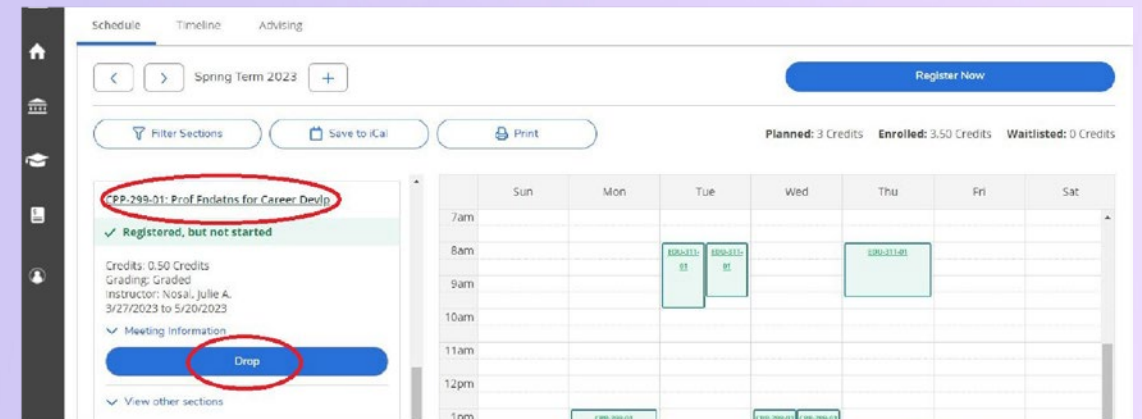 Schedule Timeline Advising
Spring Term 2023
Register Now
Filter Sections Save to iCal Print Planned: 3 Credits Enrolled: 3.50 Credits Waitlisted: 0 Credits
CPP-299-01: Prof Fndatns for Career Devlp
Registered, but not started
Credits: 0.50 Credits
Grading: Graded
Instructor: Nosal, Julie A.
3/27/2023 to 5/20/2023
Meeting Information
Drop
View other sections
Sun Mon Tue Wed Thu Fri Sat
7am
8am
EDU-311-01 EDU-311-01 EDU-311-01
9am
10am
11am
12pm
1pm